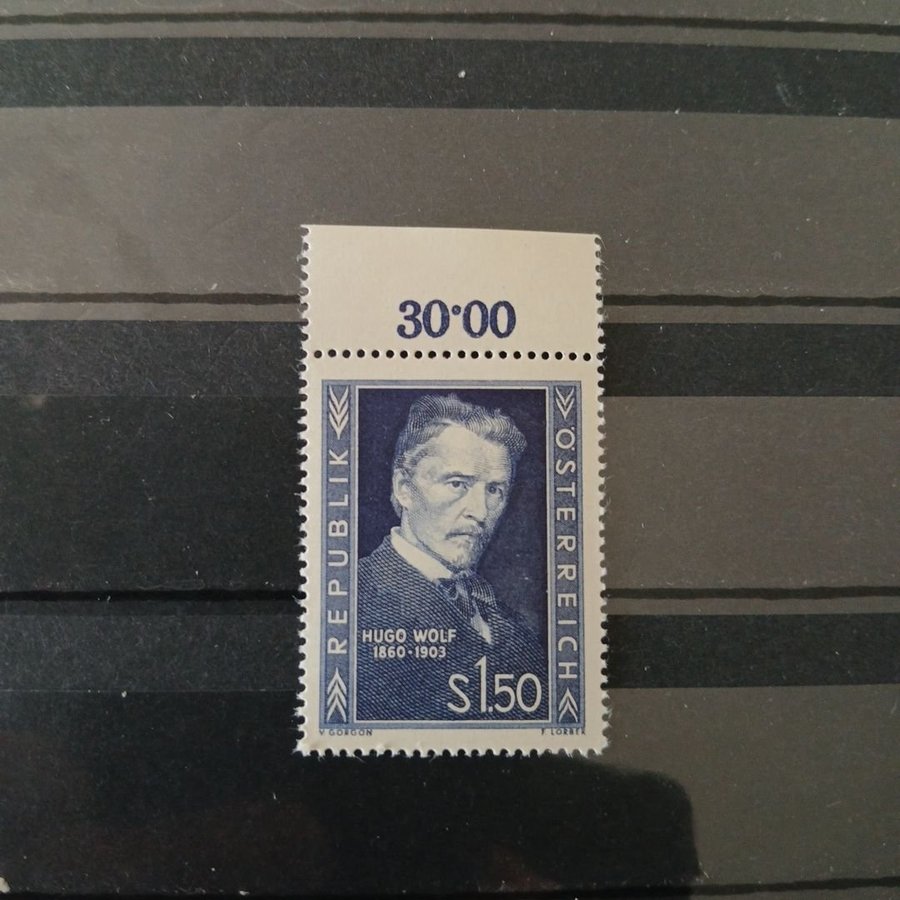 30·00
REPUBLIK
ÖSTERREICH
HUGO WOLF
1860·1903
S1.50
V GORGON
F. LORBER